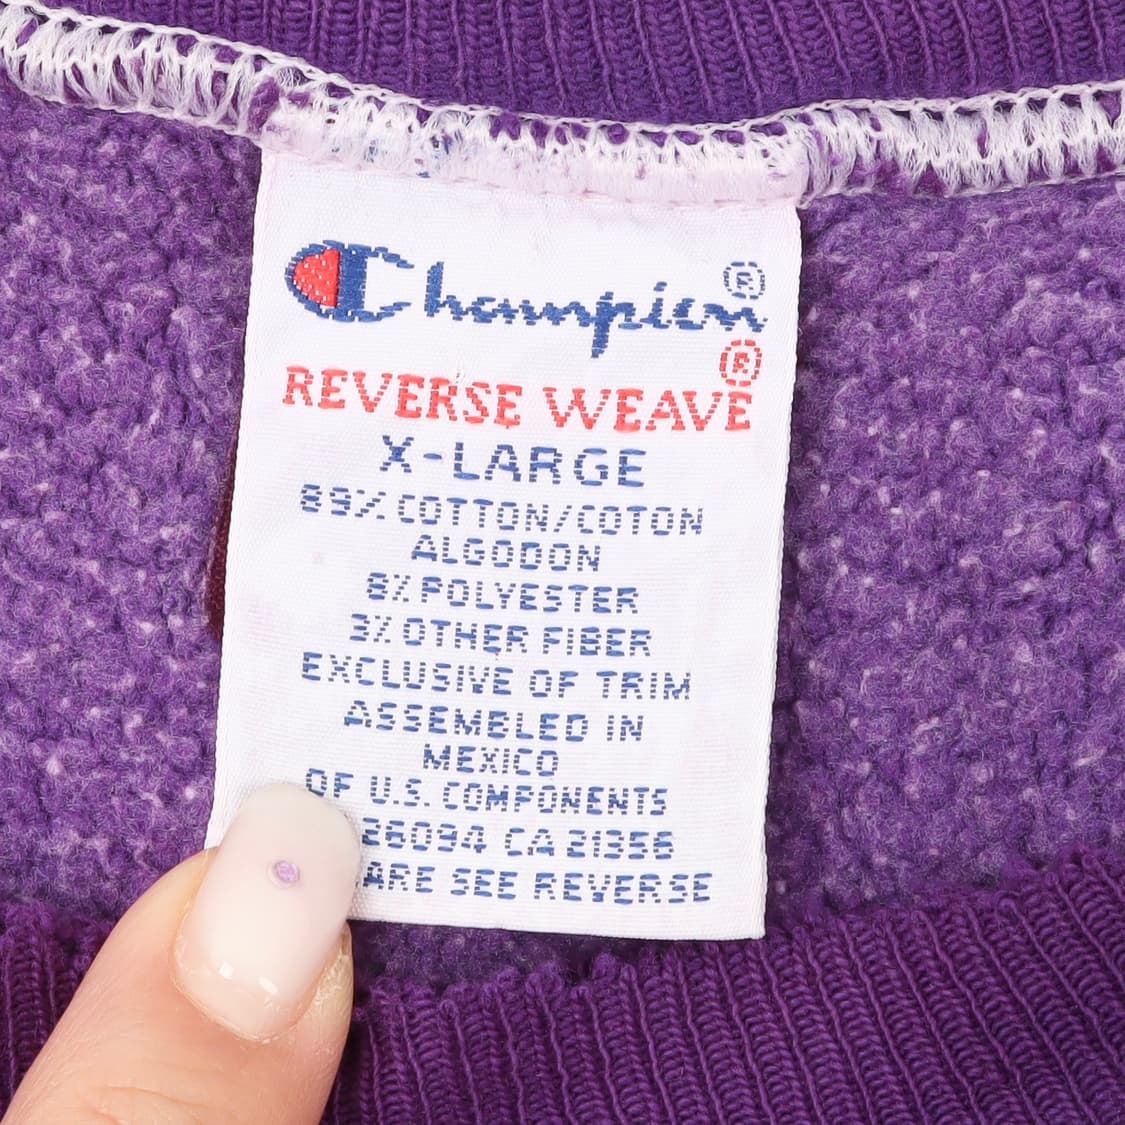 Champion®
REVERSE WEAVE®
X-LARGE
89% COTTON/COTON
ALGODON
8% POLYESTER
3% OTHER FIBER
EXCLUSIVE OF TRIM
ASSEMBLED IN
MEXICO
OF U.S. COMPONENTS
26094 CA 21356
ARE SEE REVERSE